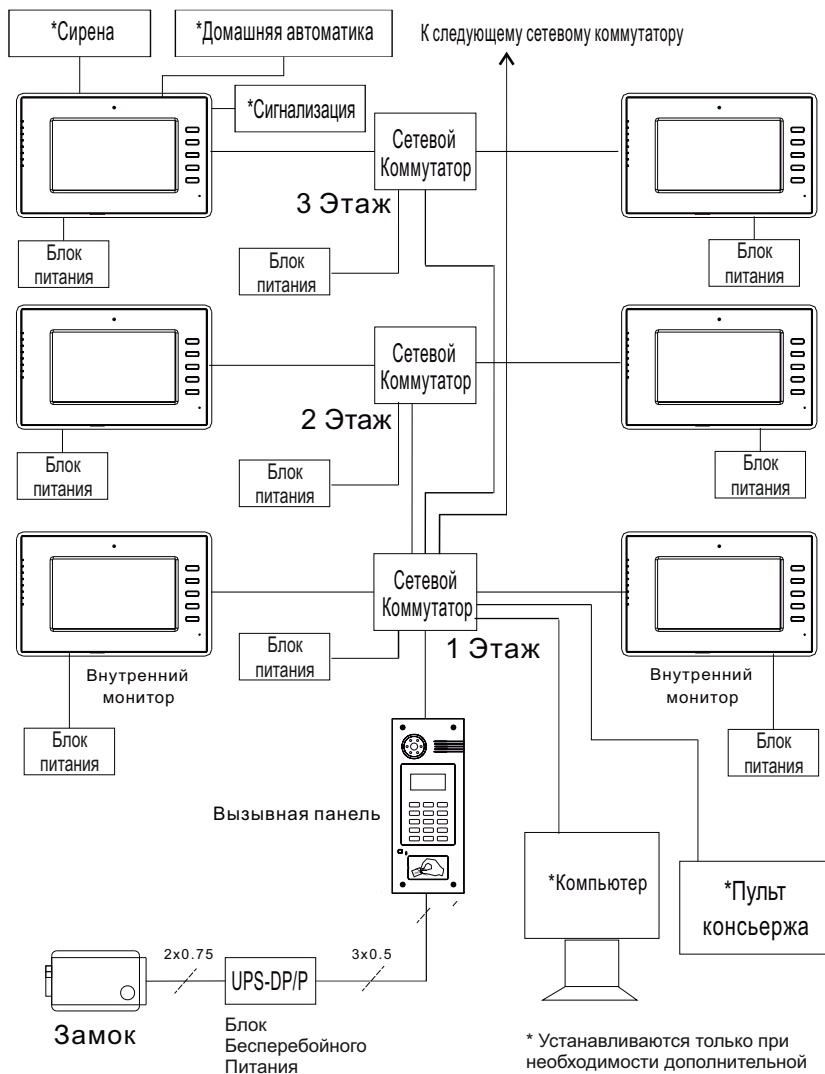 *Сирена
*Домашняя автоматика
К следующему сетевому коммутатору
*Сигнализация
Сетевой
Коммутатор
3 Этаж
Блок
питания
Блок
питания
Блок
питания
Сетевой
Коммутатор
2 Этаж
Блок
питания
Блок
питания
Блок
питания
Сетевой
Коммутатор
1 Этаж
Блок
питания
Внутренний
монитор
Внутренний
монитор
Блок
питания
Блок
питания
Вызывная панель
*Компьютер
*Пульт
консьержа
2x0.75
UPS-DP/P
3x0.5
Замок
Блок
Бесперебойного
Питания
* Устанавливаются только при
необходимости дополнительной